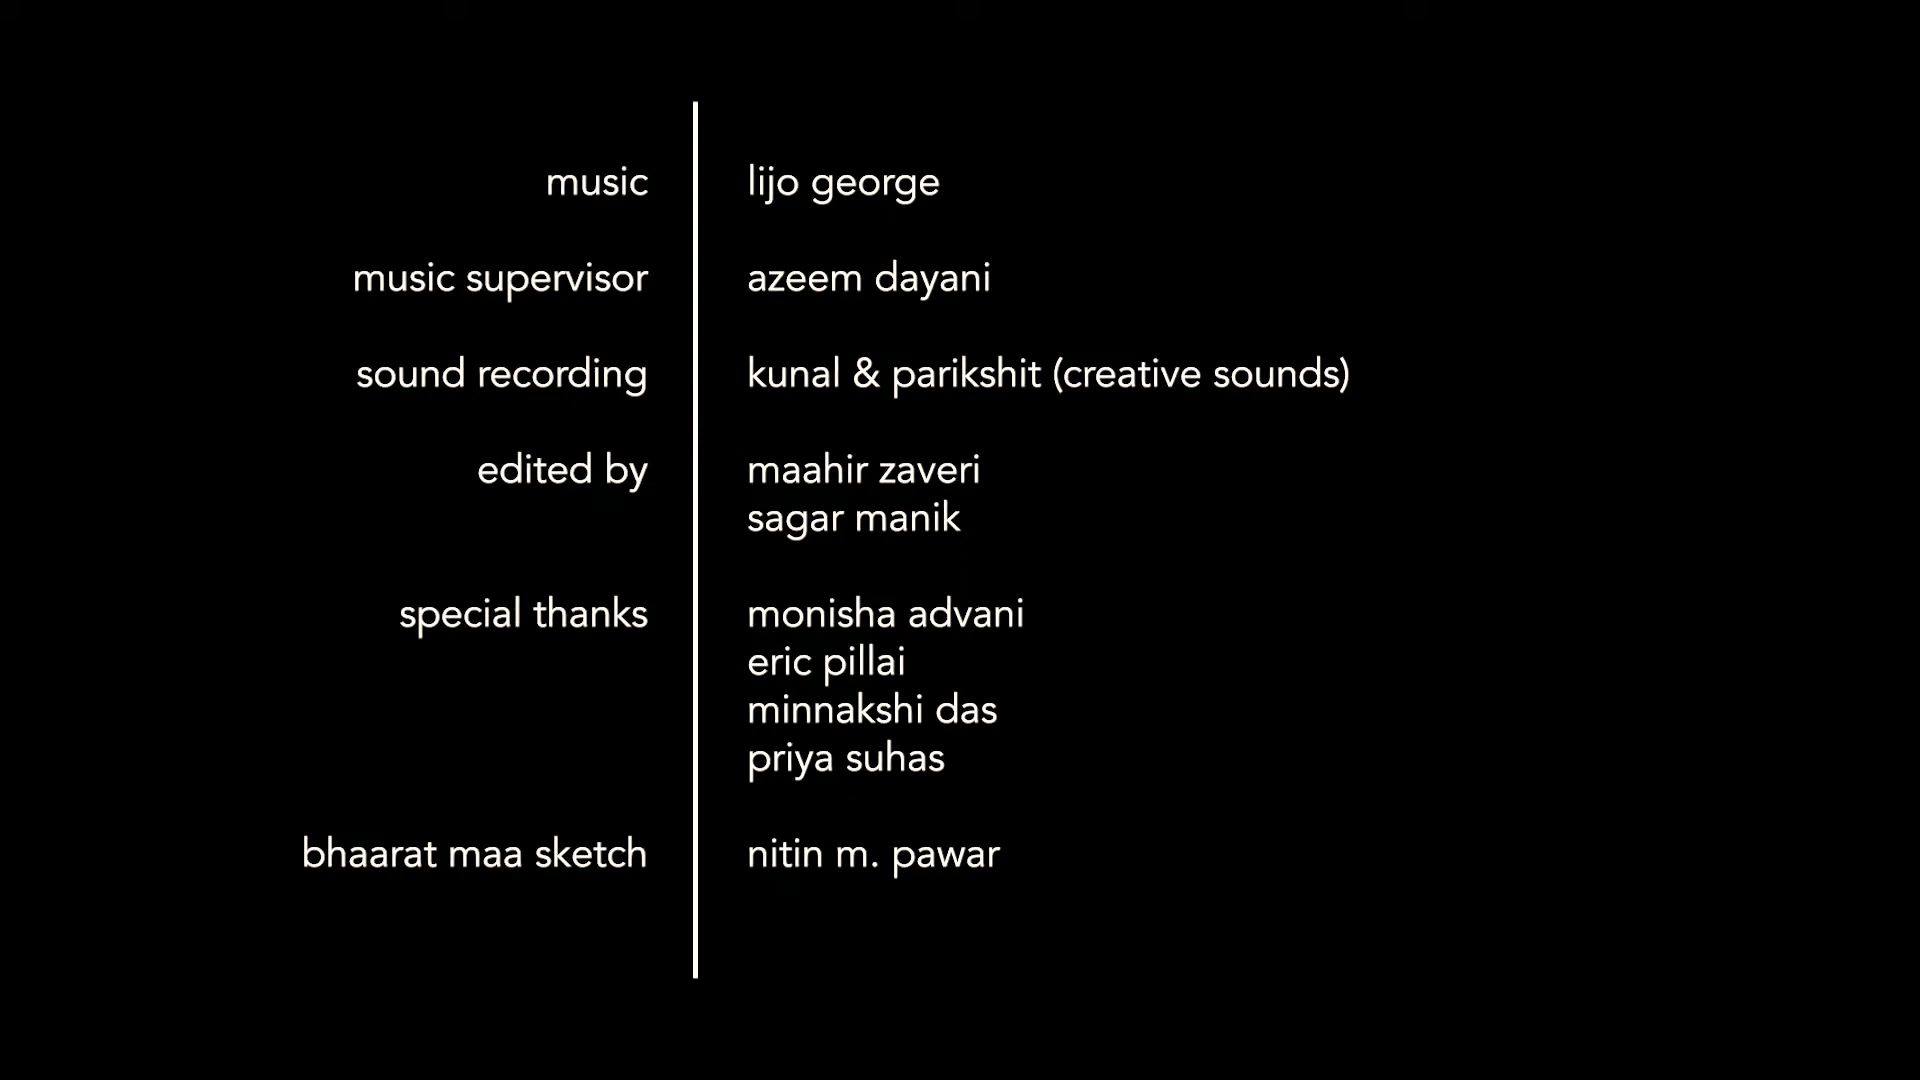 music lijo george
music supervisor azeem dayani
sound recording kunal & parikshit (creative sounds)
edited by maahir zaveri
sagar manik
special thanks monisha advani
eric pillai
minnakshi das
priya suhas
bhaarat maa sketch nitin m. pawar